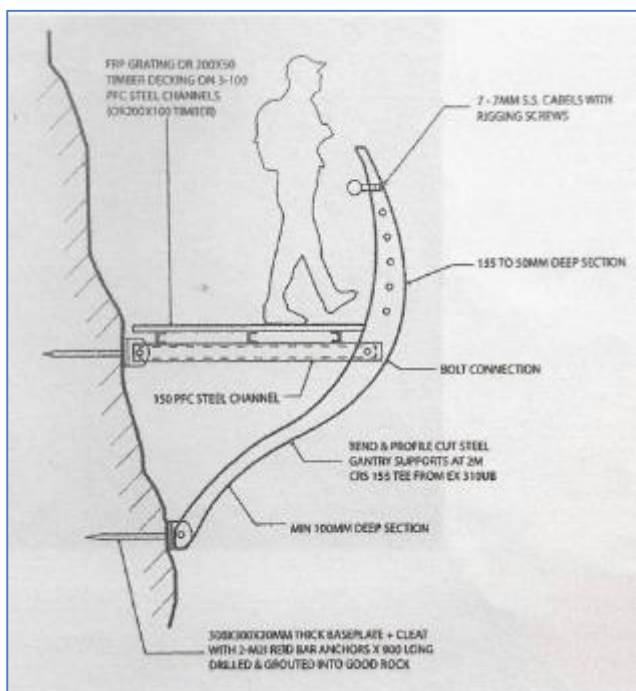 FRP GRATING OR 200X50
TIMBER DECKING ON 3-100
PFC STEEL CHANNELS
(OR 200X100 TIMBER)
7 - 7MM S.S. CABELS WITH
RIGGING SCREWS
155 TO 50MM DEEP SECTION
BOLT CONNECTION
150 PFC STEEL CHANNEL
BEND & PROFILE CUT STEEL
GANTRY SUPPORTS AT 2M
CRS 155 TEE FROM EX 310UB
MIN 100MM DEEP SECTION
300X300X20MM THICK BASEPLATE + CLEAT
WITH 2-M20 REID BAR ANCHORS X 900 LONG
DRILLED & GROUTED INTO GOOD ROCK